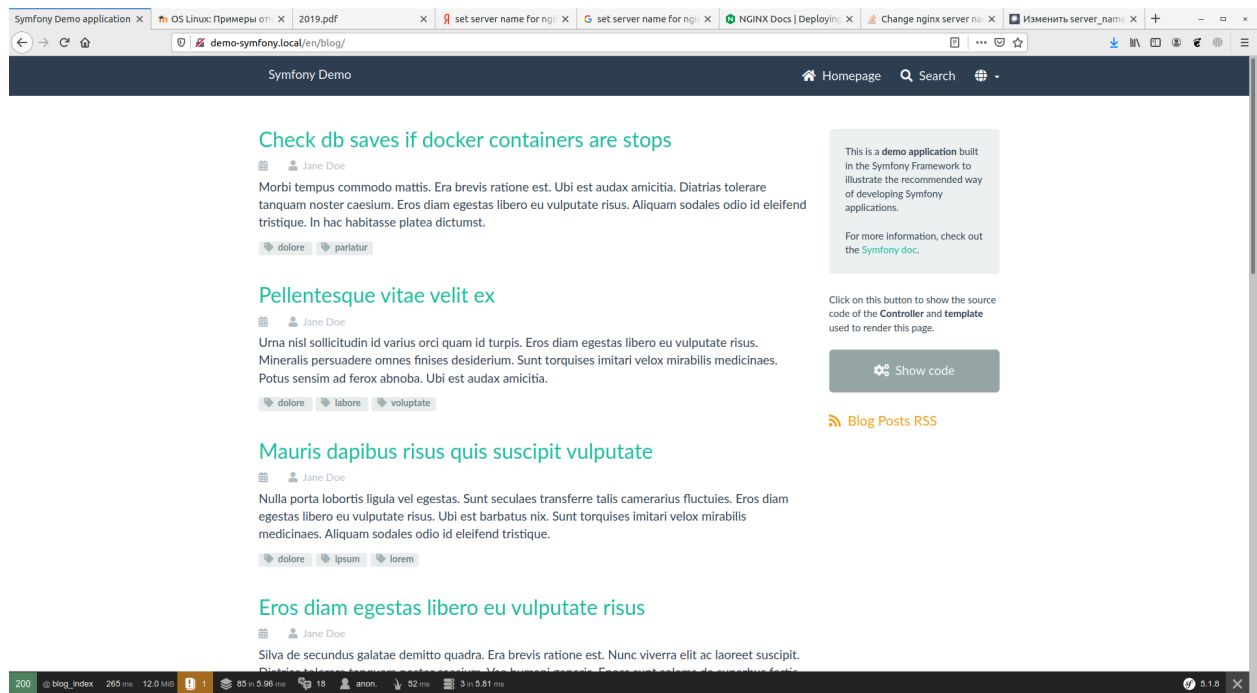 Symfony Demo application
OS Linux: Примеры отч
2019.pdf
set server name for ngin
set server name for ngin
NGINX Docs | Deploying
Change nginx server na
Изменить server_name
demo-symfony.local/en/blog/
Symfony Demo
Homepage
Search
Check db saves if docker containers are stops
Jane Doe
Morbi tempus commodo mattis. Era brevis ratione est. Ubi est audax amicitia. Diatrias tolerare
tanquam noster caesium. Eros diam egestas libero eu vulputate risus. Aliquam sodales odio id eleifend
tristique. In hac habitasse platea dictumst.
dolore pariatur
Pellentesque vitae velit ex
Jane Doe
Urna nisl sollicitudin id varius orci quam id turpis. Eros diam egestas libero eu vulputate risus.
Mineralis persuadere omnes finises desiderium. Sunt torquises imitari velox mirabilis medicinaes.
Potus sensim ad ferox abnoba. Ubi est audax amicitia.
dolore labore voluptate
Mauris dapibus risus quis suscipit vulputate
Jane Doe
Nulla porta lobortis ligula vel egestas. Sunt seculaes transferre talis camerarius fluctuies. Eros diam
egestas libero eu vulputate risus. Ubi est barbatus nix. Sunt torquises imitari velox mirabilis
medicinaes. Aliquam sodales odio id eleifend tristique.
dolore ipsum lorem
Eros diam egestas libero eu vulputate risus
Jane Doe
Silva de secundus galatae demitto quadra. Era brevis ratione est. Nunc viverra elit ac laoreet suscipit.
This is a demo application built
in the Symfony Framework to
illustrate the recommended way
of developing Symfony
applications.
For more information, check out
the Symfony doc.
Click on this button to show the source
code of the Controller and template
used to render this page.
Show code
Blog Posts RSS
200 @ blog_index 265 ms 12.0 MiB 1 85 in 5.96 ms 18 anon. 52 ms 3 in 5.81 ms 5.1.8